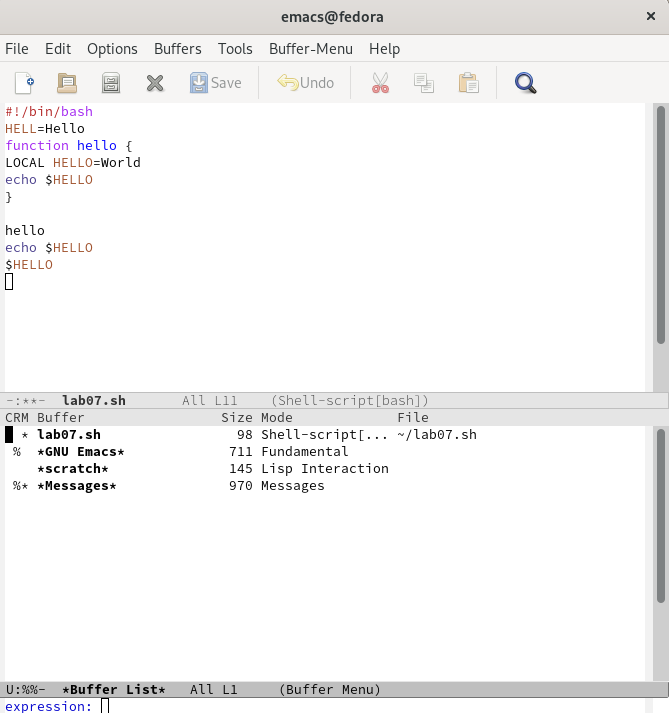 emacs@fedora ×
File Edit Options Buffers Tools Buffer-Menu Help
Save Undo
#!/bin/bash
HELL=Hello
function hello {
LOCAL HELLO=World
echo $HELLO
}
hello
echo $HELLO
$HELLO
-:**-  lab07.sh       All L11    (Shell-script[bash])
CRM Buffer                 Size Mode             File
  * lab07.sh                 98 Shell-script[... ~/lab07.sh
 %  *GNU Emacs*             711 Fundamental
    *scratch*               145 Lisp Interaction
 %* *Messages*              970 Messages
U:%%-  *Buffer List*   All L1     (Buffer Menu)
expression: